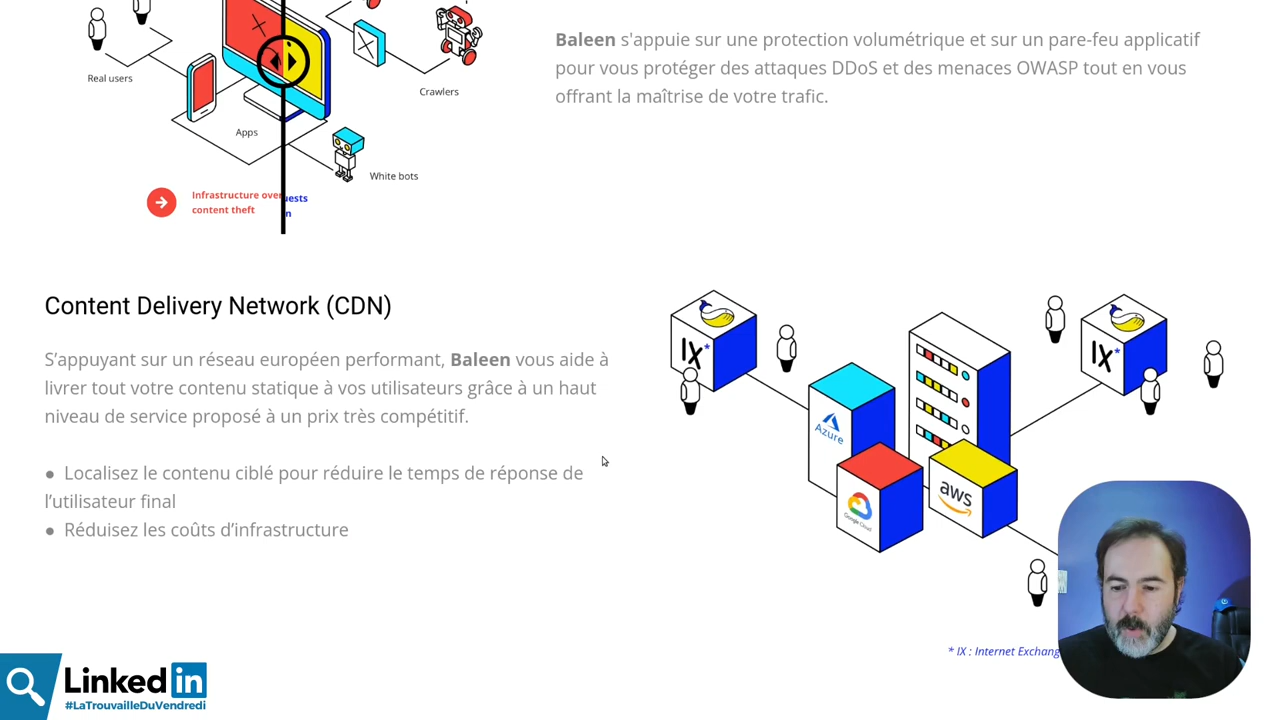 Real users
Crawlers
Apps
White bots
Infrastructure over
uests
content theft
n
Baleen s'appuie sur une protection volumétrique et sur un pare-feu applicatif
pour vous protéger des attaques DDoS et des menaces OWASP tout en vous
offrant la maîtrise de votre trafic.
Content Delivery Network (CDN)
S’appuyant sur un réseau européen performant, Baleen vous aide à
livrer tout votre contenu statique à vos utilisateurs grâce à un haut
niveau de service proposé à un prix très compétitif.
● Localisez le contenu ciblé pour réduire le temps de réponse de
l’utilisateur final
● Réduisez les coûts d’infrastructure
IX*
IX*
Azure
Google Cloud
aws
* IX : Internet Exchang
Linked in
#LaTrouvailleDuVendredi